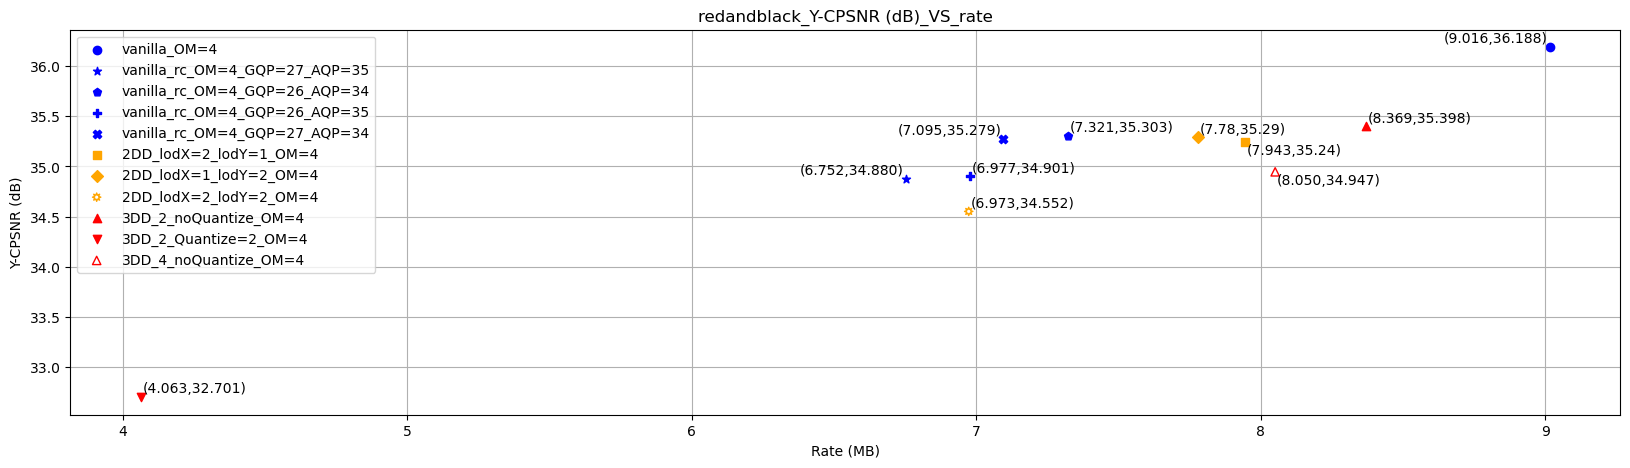 redandblack_Y-CPSNR (dB)_VS_rate
(9.016,36.188)
vanilla_OM=4
vanilla_rc_OM=4_GQP=27_AQP=35
vanilla_rc_OM=4_GQP=26_AQP=34
vanilla_rc_OM=4_GQP=26_AQP=35
vanilla_rc_OM=4_GQP=27_AQP=34
2DD_lodX=2_lodY=1_OM=4
2DD_lodX=1_lodY=2_OM=4
2DD_lodX=2_lodY=2_OM=4
3DD_2_noQuantize_OM=4
3DD_2_Quantize=2_OM=4
3DD_4_noQuantize_OM=4
(8.369,35.398)
(7.095,35.279)
(7.321,35.303)
(7.78,35.29)
(7.943,35.24)
(6.752,34.880)
(6.977,34.901)
(8.050,34.947)
(6.973,34.552)
(4.063,32.701)
36.0
35.5
35.0
34.5
34.0
33.5
33.0
Y-CPSNR (dB)
4 5 6 7 8 9
Rate (MB)